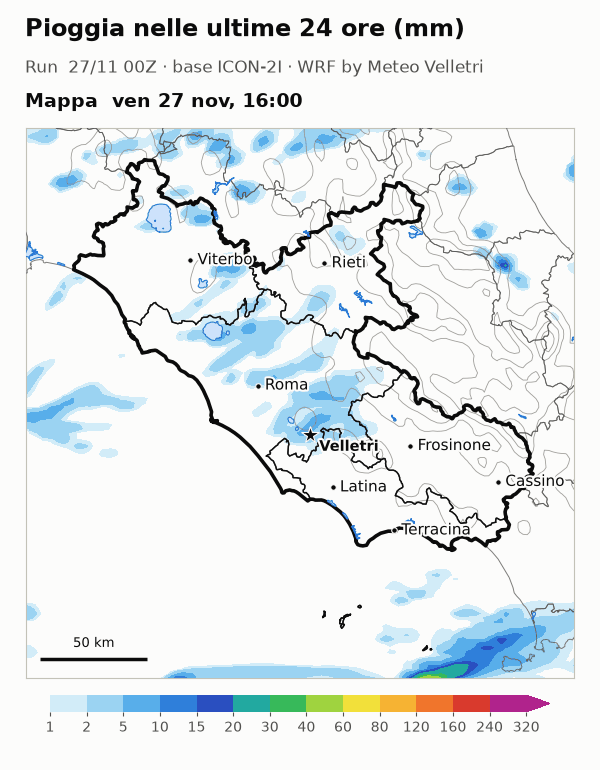 Pioggia nelle ultime 24 ore (mm)
Run 27/11 00Z · base ICON-2I · WRF by Meteo Velletri
Mappa ven 27 nov, 16:00
Viterbo
Rieti
Roma
Velletri
Frosinone
Cassino
Latina
Terracina
50 km
1 2 5 10 15 20 30 40 60 80 120 160 240 320